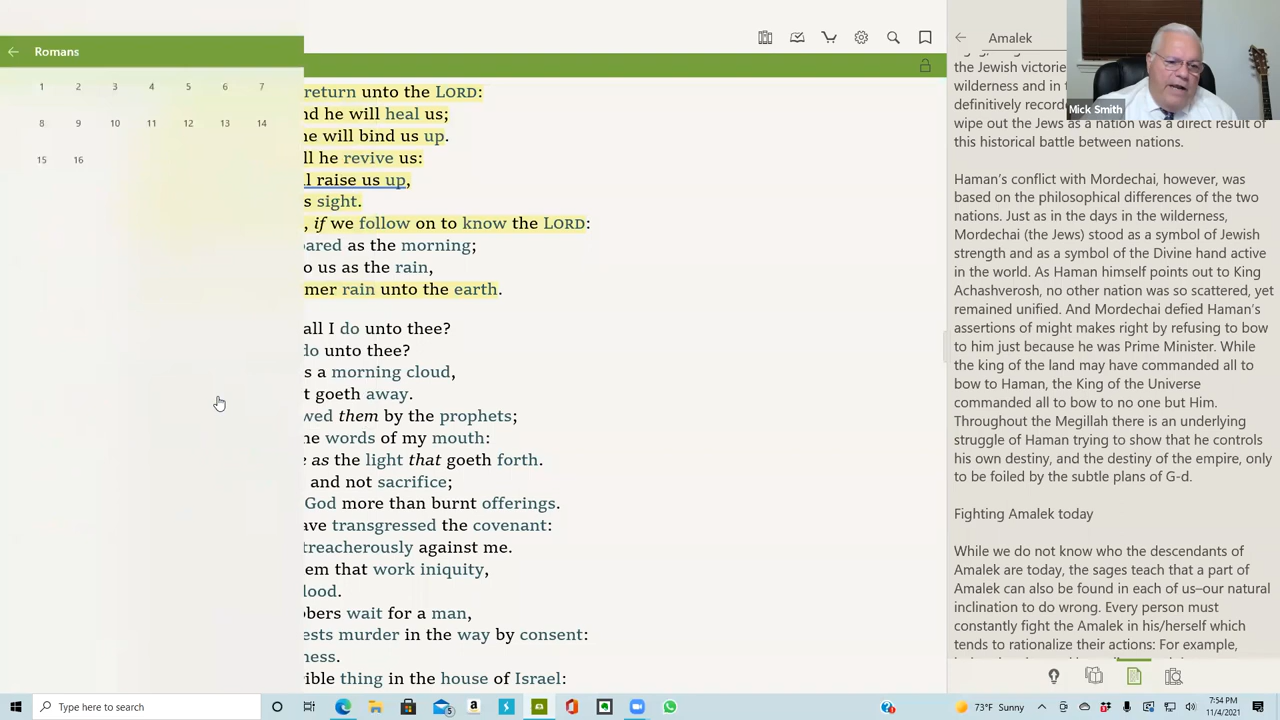 Romans
1 2 3 4 5 6 7
8 9 10 11 12 13 14
15 16
return unto the LORD:
nd he will heal us;
ne will bind us up.
ll he revive us:
l raise us up,
s sight.
, if we follow on to know the LORD:
ared as the morning;
o us as the rain,
mer rain unto the earth.
all I do unto thee?
do unto thee?
s a morning cloud,
t goeth away.
wed them by the prophets;
he words of my mouth:
e as the light that goeth forth.
and not sacrifice;
God more than burnt offerings.
ave transgressed the covenant:
treacherously against me.
em that work iniquity,
lood.
bbers wait for a man,
ests murder in the way by consent:
ness.
rible thing in the house of Israel:
Amalek
the Jewish victories
wilderness and in t
definitively record
wipe out the Jews as a nation was a direct result of
this historical battle between nations.
Haman's conflict with Mordechai, however, was
based on the philosophical differences of the two
nations. Just as in the days in the wilderness,
Mordechai (the Jews) stood as a symbol of Jewish
strength and as a symbol of the Divine hand active
in the world. As Haman himself points out to King
Achashverosh, no other nation was so scattered, yet
remained unified. And Mordechai defied Haman's
assertions of might makes right by refusing to bow
to him just because he was Prime Minister. While
the king of the land may have commanded all to
bow to Haman, the King of the Universe
commanded all to bow to no one but Him.
Throughout the Megillah there is an underlying
struggle of Haman trying to show that he controls
his own destiny, and the destiny of the empire, only
to be foiled by the subtle plans of G-d.
Fighting Amalek today
While we do not know who the descendants of
Amalek are today, the sages teach that a part of
Amalek can also be found in each of us–our natural
inclination to do wrong. Every person must
constantly fight the Amalek in his/herself which
tends to rationalize their actions: For example,
Mick Smith
Type here to search
73°F Sunny
7:54 PM
11/4/2021